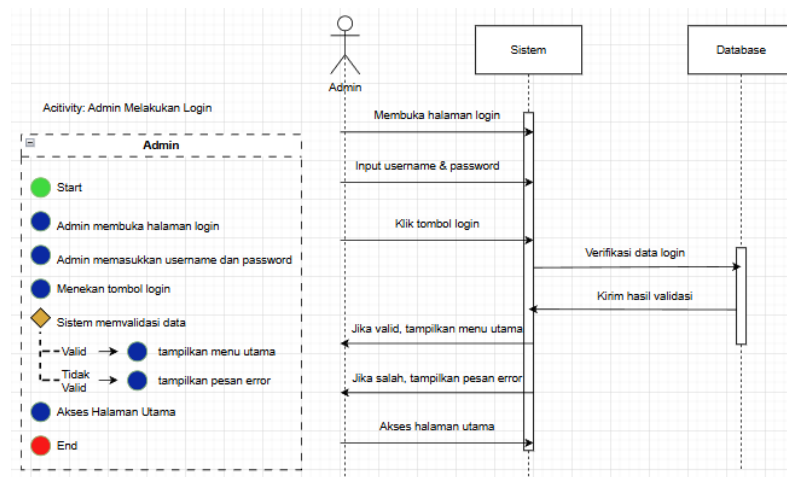 Acitivity: Admin Melakukan Login
Admin
Start
Admin membuka halaman login
Admin memasukkan username dan password
Menekan tombol login
Sistem memvalidasi data
Valid
tampilkan menu utama
Tidak
Valid
tampilkan pesan error
Akses Halaman Utama
End
Admin
Sistem
Database
Membuka halaman login
Input username & password
Klik tombol login
Verifikasi data login
Kirim hasil validasi
Jika valid, tampilkan menu utama
Jika salah, tampilkan pesan error
Akses halaman utama